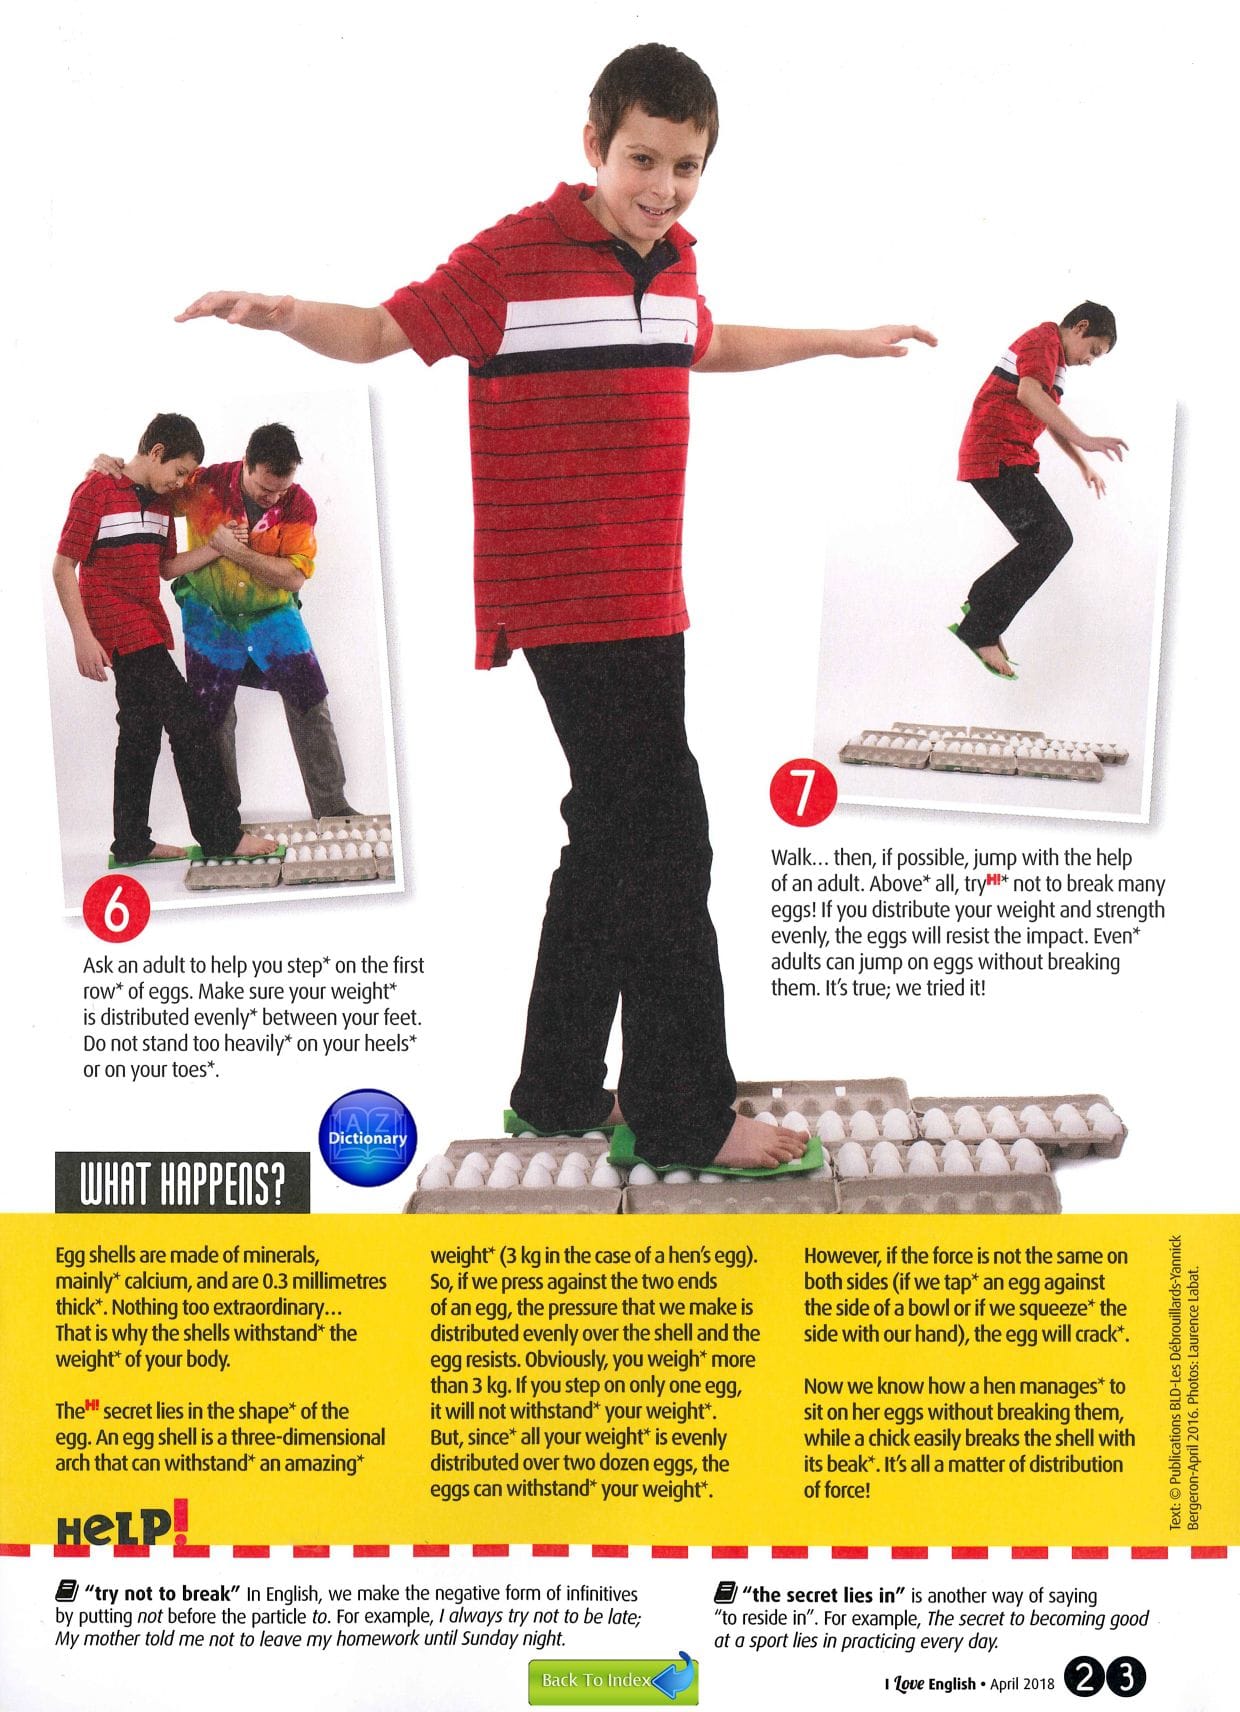 6
Ask an adult to help you step* on the first
row* of eggs. Make sure your weight*
is distributed evenly* between your feet.
Do not stand too heavily* on your heels*
or on your toes*.
7
Walk... then, if possible, jump with the help
of an adult. Above* all, tryH!* not to break many
eggs! If you distribute your weight and strength
evenly, the eggs will resist the impact. Even*
adults can jump on eggs without breaking
them. It's true; we tried it!
A Z
Dictionary
WHAT HAPPENS?
Egg shells are made of minerals,
mainly* calcium, and are 0.3 millimetres
thick*. Nothing too extraordinary...
That is why the shells withstand* the
weight* of your body.
TheH! secret lies in the shape* of the
egg. An egg shell is a three-dimensional
arch that can withstand* an amazing*
weight* (3 kg in the case of a hen's egg).
So, if we press against the two ends
of an egg, the pressure that we make is
distributed evenly over the shell and the
egg resists. Obviously, you weigh* more
than 3 kg. If you step on only one egg,
it will not withstand* your weight*.
But, since* all your weight* is evenly
distributed over two dozen eggs, the
eggs can withstand* your weight*.
However, if the force is not the same on
both sides (if we tap* an egg against
the side of a bowl or if we squeeze* the
side with our hand), the egg will crack*.
Now we know how a hen manages* to
sit on her eggs without breaking them,
while a chick easily breaks the shell with
its beak*. It's all a matter of distribution
of force!
Text: © Publications BLD-Les Débrouillards-Yannick
Bergeron-April 2016. Photos: Laurence Labat.
HeLP!
"try not to break" In English, we make the negative form of infinitives
by putting not before the particle to. For example, I always try not to be late;
My mother told me not to leave my homework until Sunday night.
"the secret lies in" is another way of saying
"to reside in". For example, The secret to becoming good
at a sport lies in practicing every day.
Back To Index
I Love English • April 2018 23